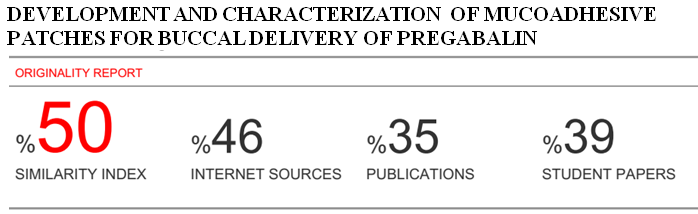 DEVELOPMENT AND CHARACTERIZATION OF MUCOADHESIVE
PATCHES FOR BUCCAL DELIVERY OF PREGABALIN
ORIGINALITY REPORT
%50 %46 %35 %39
SIMILARITY INDEX INTERNET SOURCES PUBLICATIONS STUDENT PAPERS